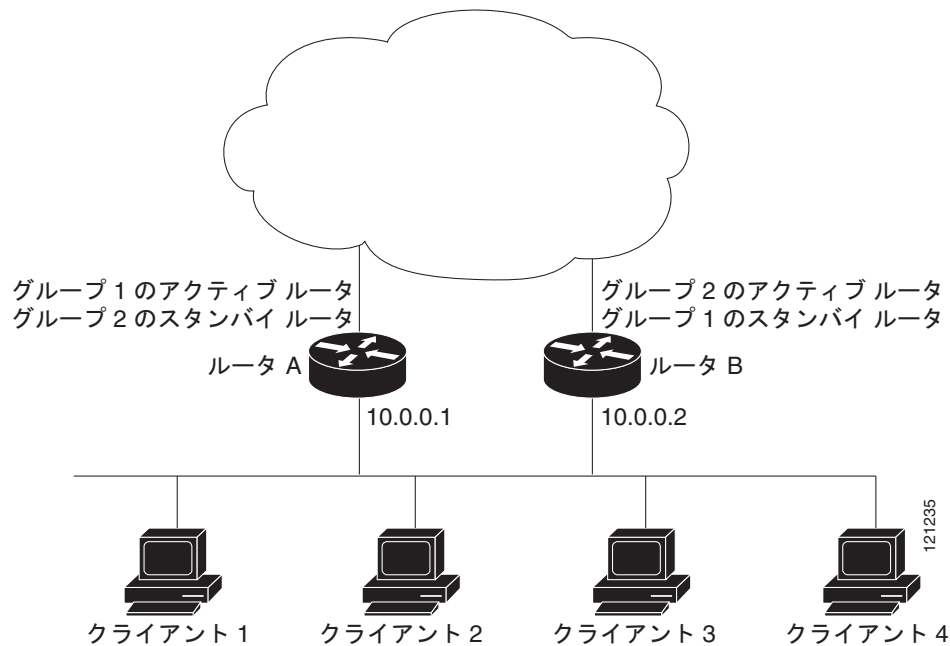 グループ 1 のアクティブ ルータ
グループ 2 のスタンバイ ルータ
グループ 2 のアクティブ ルータ
グループ 1 のスタンバイ ルータ
ルータ A
ルータ B
10.0.0.1
10.0.0.2
121235
クライアント 1
クライアント 2
クライアント 3
クライアント 4